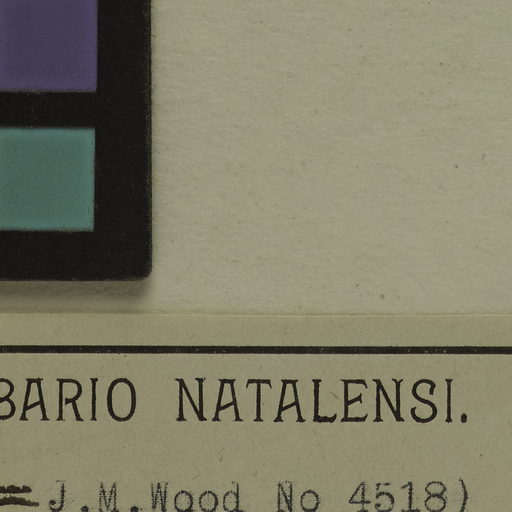 BARIO NATALENSI.
= J.M.Wood No 4518)